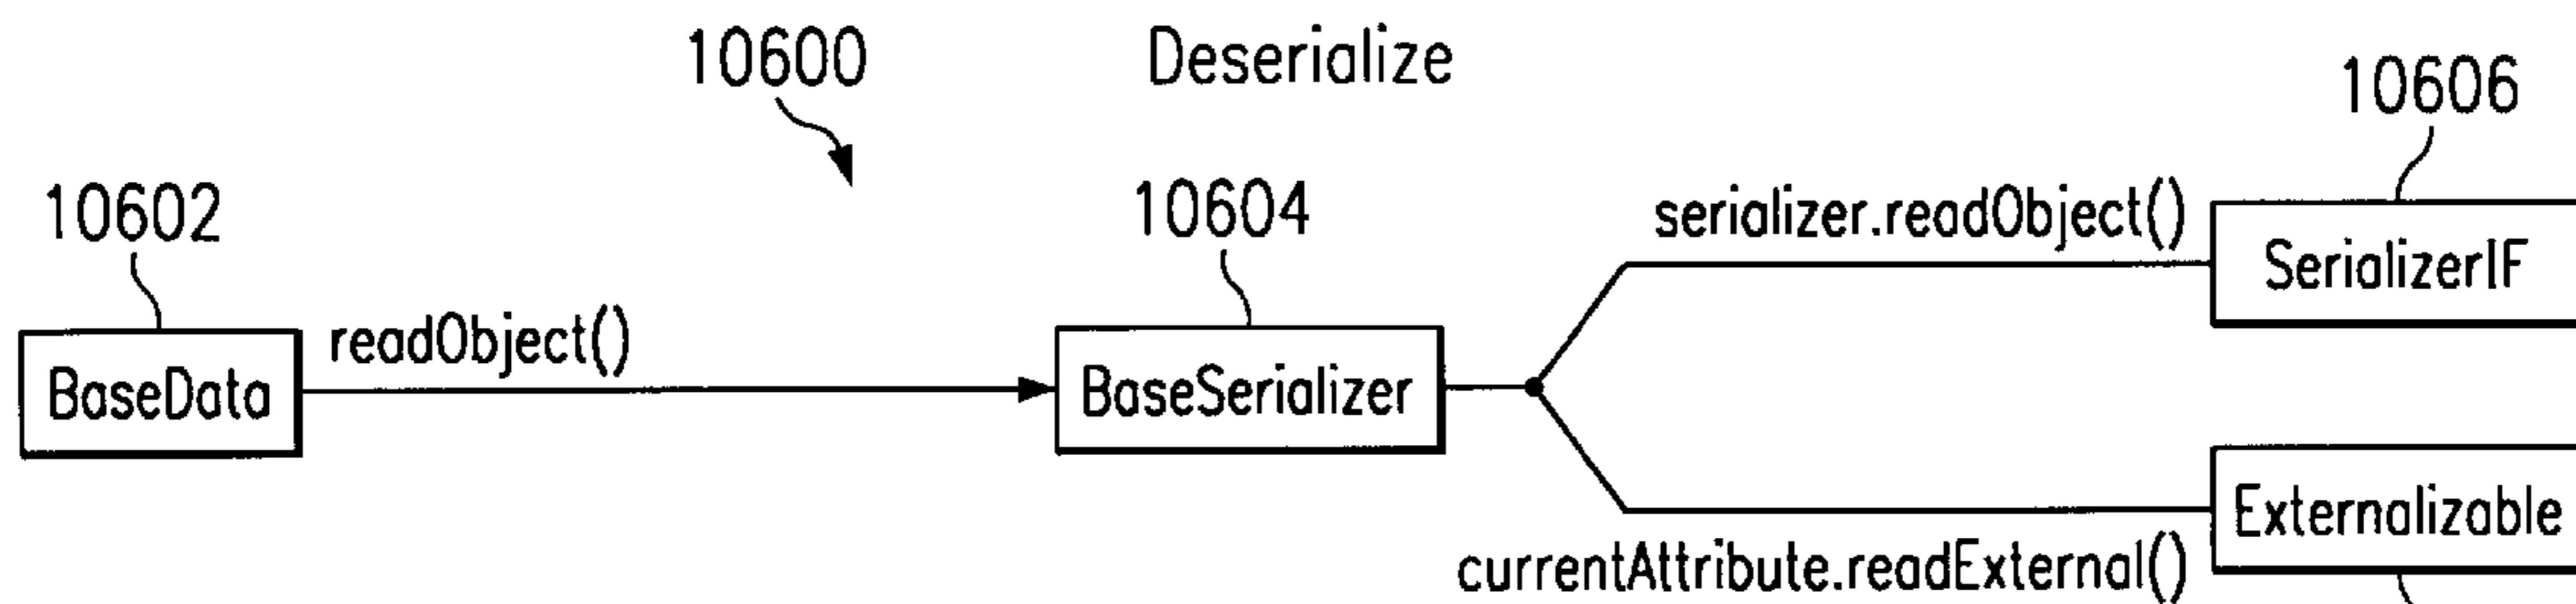 10600
Deserialize
10606
10602
10604
serializer.readObject()
SerializerIF
readObject()
BaseData
BaseSerializer
Externalizable
currentAttribute.readExternal()